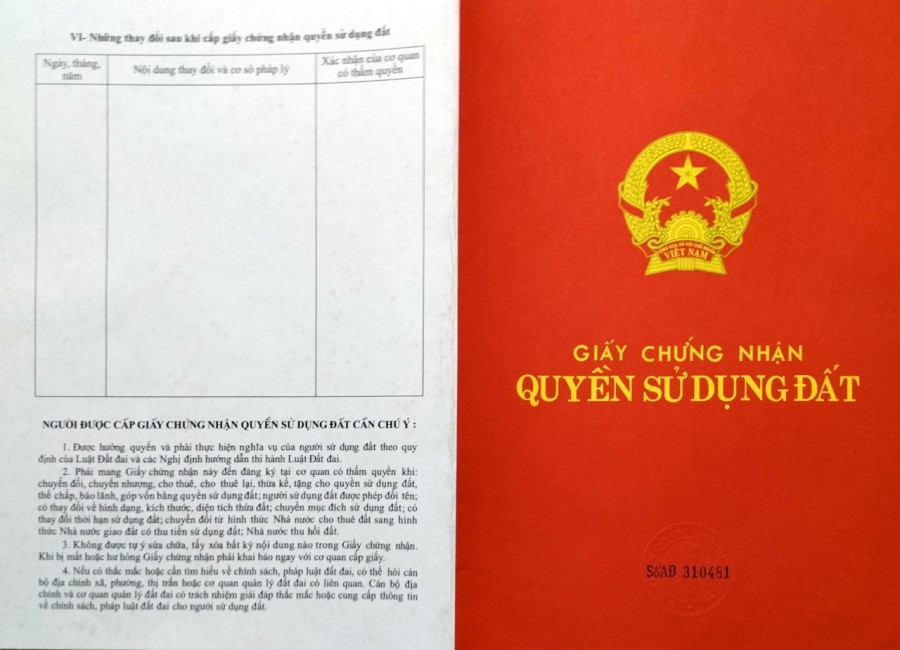 VI- Những thay đổi sau khi cấp giấy chứng nhận quyền sử dụng đất
Ngày, tháng, năm
Nội dung thay đổi và cơ sở pháp lý
Xác nhận của cơ quan có thẩm quyền
NGƯỜI ĐƯỢC CẤP GIẤY CHỨNG NHẬN QUYỀN SỬ DỤNG ĐẤT CẦN CHÚ Ý :
1. Được hưởng quyền và phải thực hiện nghĩa vụ của người sử dụng đất theo quy
định của Luật Đất đai và các Nghị định hướng dẫn thi hành Luật Đất đai.
2. Phải mang Giấy chứng nhận này đến đăng ký tại cơ quan có thẩm quyền khi:
chuyển đổi, chuyển nhượng, cho thuê, cho thuê lại, thừa kế, tặng cho quyền sử dụng đất,
thế chấp, bảo lãnh, góp vốn bằng quyền sử dụng đất; người sử dụng đất được phép đổi tên;
có thay đổi về hình dạng, kích thước, diện tích thửa đất; chuyển mục đích sử dụng đất; có
thay đổi thời hạn sử dụng đất; chuyển đổi từ hình thức Nhà nước cho thuê đất sang hình
thức Nhà nước giao đất có thu tiền sử dụng đất; Nhà nước thu hồi đất.
3. Không được tự ý sửa chữa, tẩy xóa bất kỳ nội dung nào trong Giấy chứng nhận.
Khi bị mất hoặc hư hỏng Giấy chứng nhận phải khai báo ngay với cơ quan cấp giấy.
4. Nếu có thắc mắc hoặc cần tìm hiểu về chính sách, pháp luật đất đai, có thể hỏi cán
bộ địa chính xã, phường, thị trấn hoặc cơ quan quản lý đất đai có liên quan. Cán bộ địa
chính và cơ quan quản lý đất đai có trách nhiệm giải đáp thắc mắc hoặc cung cấp thông tin
về chính sách, pháp luật đất đai cho người sử dụng đất.
VIỆT NAM
GIẤY CHỨNG NHẬN
QUYỀN SỬ DỤNG ĐẤT
Số AĐ 310481